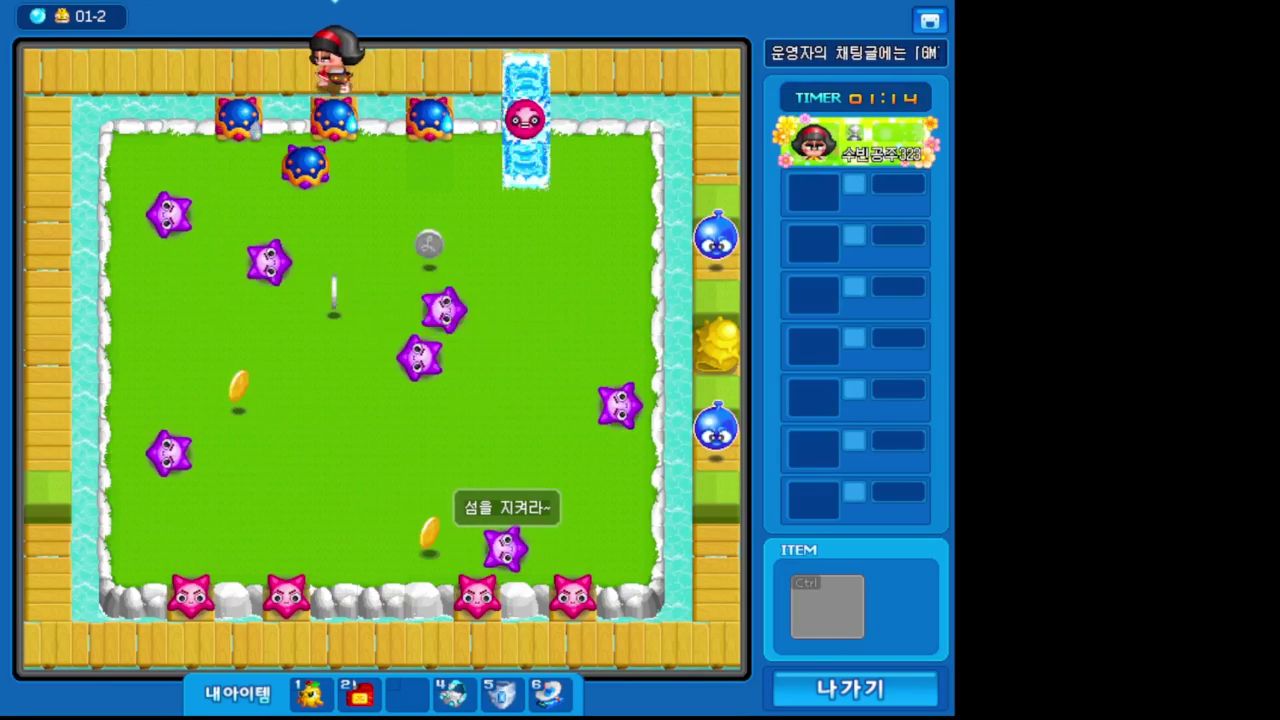 01-2
운영자의 채팅글에는 [GM
TIMER 01:14
수빈공주323
섬을 지켜라~
ITEM
Ctrl
내아이템 1 2 4 5 6
나가기